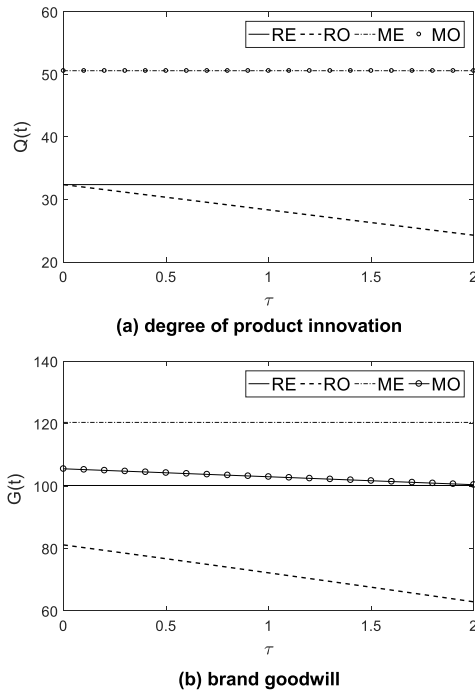 60
RE RO ME MO
50
Q(t)
40
30
20
0 0.5 1 1.5 2
τ
(a) degree of product innovation
140
RE RO ME MO
120
G(t)
100
80
60
0 0.5 1 1.5 2
τ
(b) brand goodwill